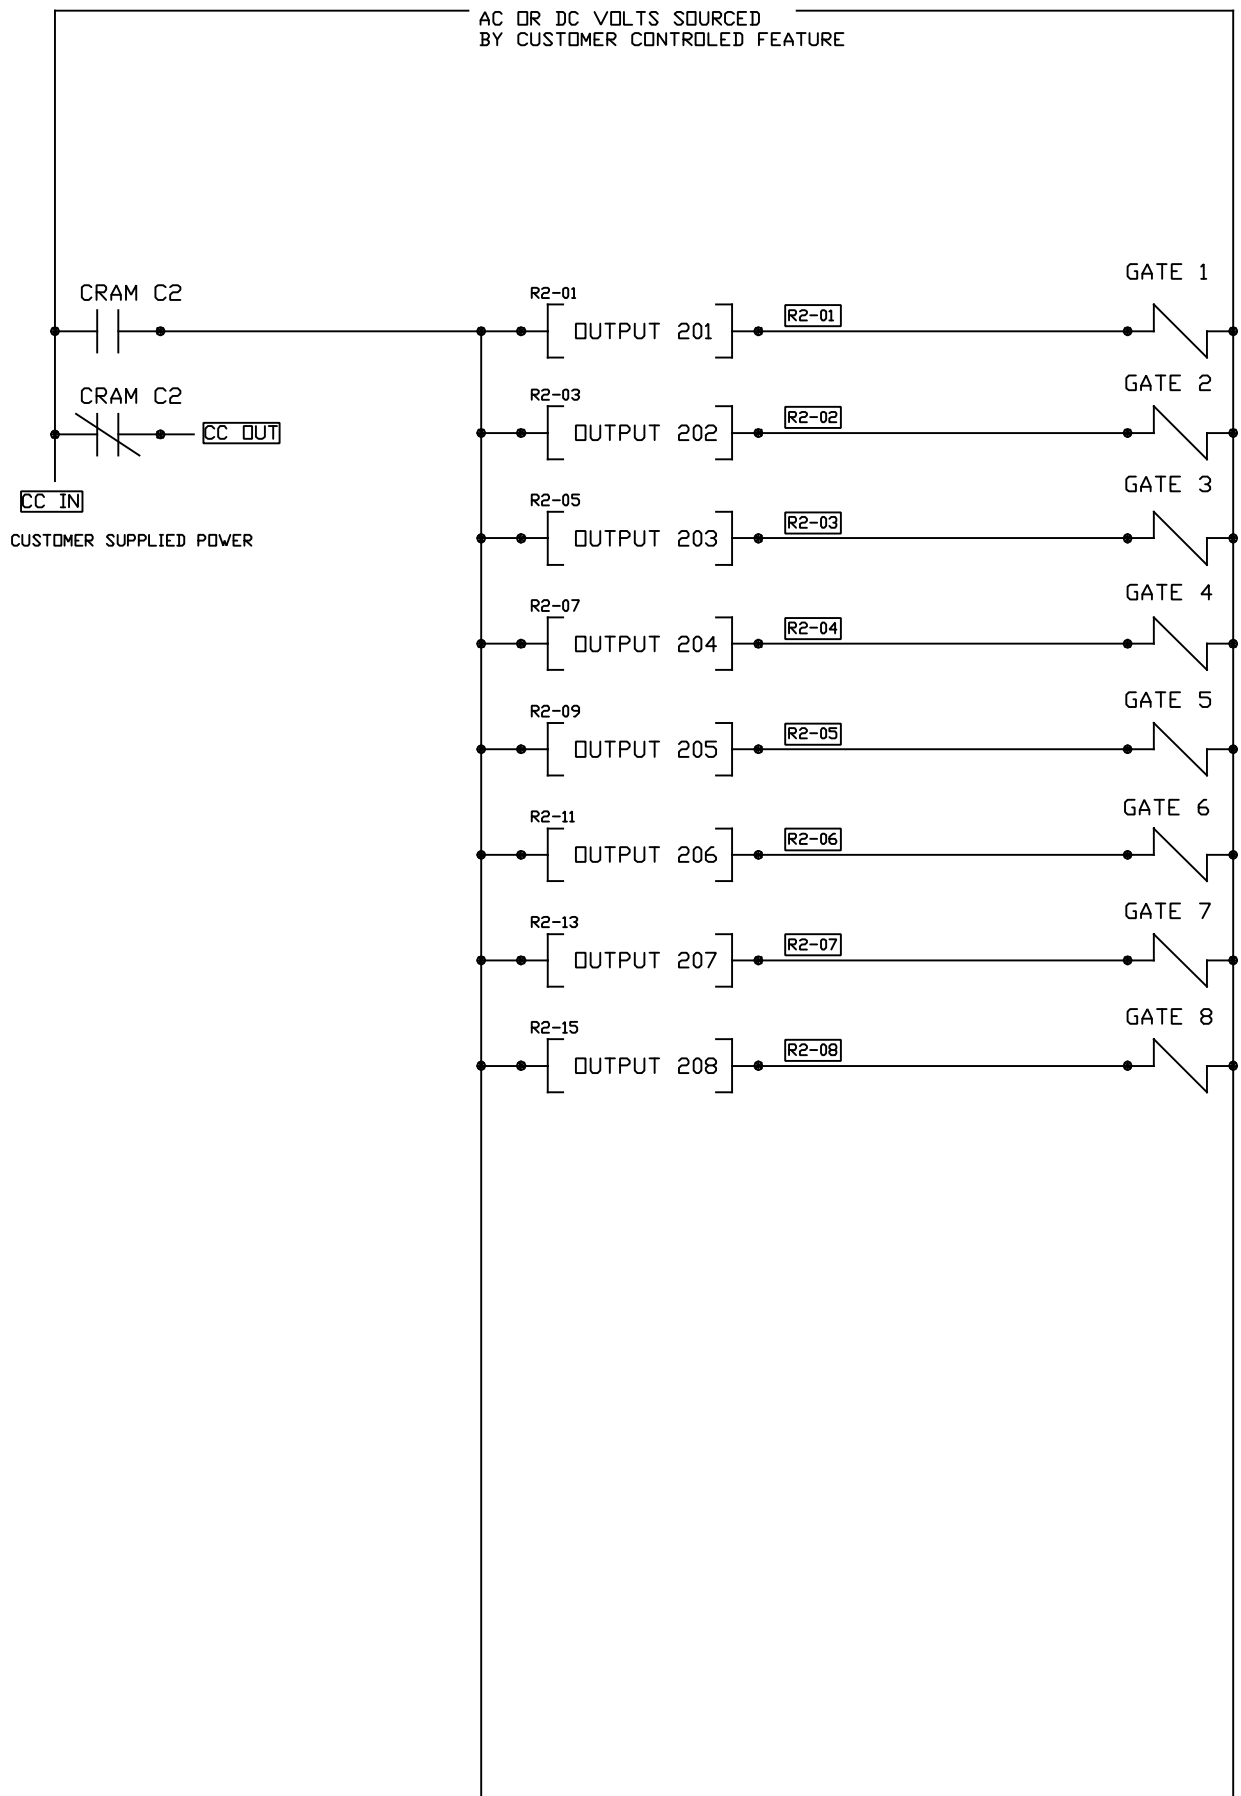 AC OR DC VOLTS SOURCED
BY CUSTOMER CONTROLED FEATURE
GATE 1
CRAM C2
R2-01
OUTPUT 201
R2-01
GATE 2
CRAM C2
R2-03
CC OUT
OUTPUT 202
R2-02
GATE 3
CC IN
R2-05
CUSTOMER SUPPLIED POWER
OUTPUT 203
R2-03
GATE 4
R2-07
OUTPUT 204
R2-04
GATE 5
R2-09
OUTPUT 205
R2-05
GATE 6
R2-11
OUTPUT 206
R2-06
GATE 7
R2-13
OUTPUT 207
R2-07
GATE 8
R2-15
OUTPUT 208
R2-08